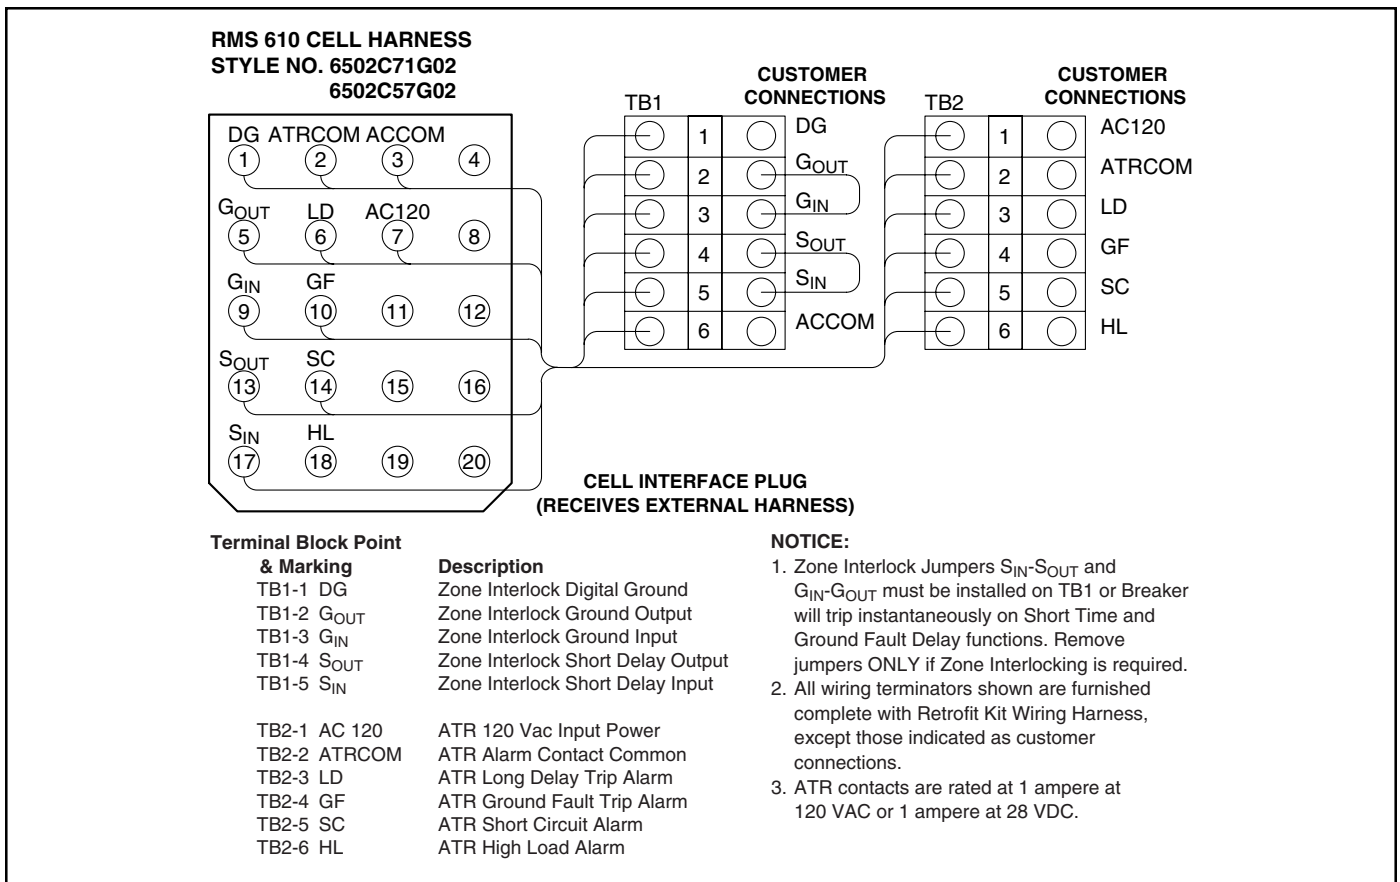 RMS 610 CELL HARNESS
STYLE NO. 6502C71G02
6502C57G02
DG ATRCOM ACCOM
1 2 3 4
GOUT LD AC120
5 6 7 8
GIN GF
9 10 11 12
SOUT SC
13 14 15 16
SIN HL
17 18 19 20
TB1
CUSTOMER
CONNECTIONS
1 DG
2 GOUT
3 GIN
4 SOUT
5 SIN
6 ACCOM
TB2
CUSTOMER
CONNECTIONS
1 AC120
2 ATRCOM
3 LD
4 GF
5 SC
6 HL
CELL INTERFACE PLUG
(RECEIVES EXTERNAL HARNESS)
Terminal Block Point
& Marking Description
TB1-1 DG Zone Interlock Digital Ground
TB1-2 GOUT Zone Interlock Ground Output
TB1-3 GIN Zone Interlock Ground Input
TB1-4 SOUT Zone Interlock Short Delay Output
TB1-5 SIN Zone Interlock Short Delay Input
TB2-1 AC 120 ATR 120 Vac Input Power
TB2-2 ATRCOM ATR Alarm Contact Common
TB2-3 LD ATR Long Delay Trip Alarm
TB2-4 GF ATR Ground Fault Trip Alarm
TB2-5 SC ATR Short Circuit Alarm
TB2-6 HL ATR High Load Alarm
NOTICE:
1. Zone Interlock Jumpers SIN-SOUT and
GIN-GOUT must be installed on TB1 or Breaker
will trip instantaneously on Short Time and
Ground Fault Delay functions. Remove
jumpers ONLY if Zone Interlocking is required.
2. All wiring terminators shown are furnished
complete with Retrofit Kit Wiring Harness,
except those indicated as customer
connections.
3. ATR contacts are rated at 1 ampere at
120 VAC or 1 ampere at 28 VDC.